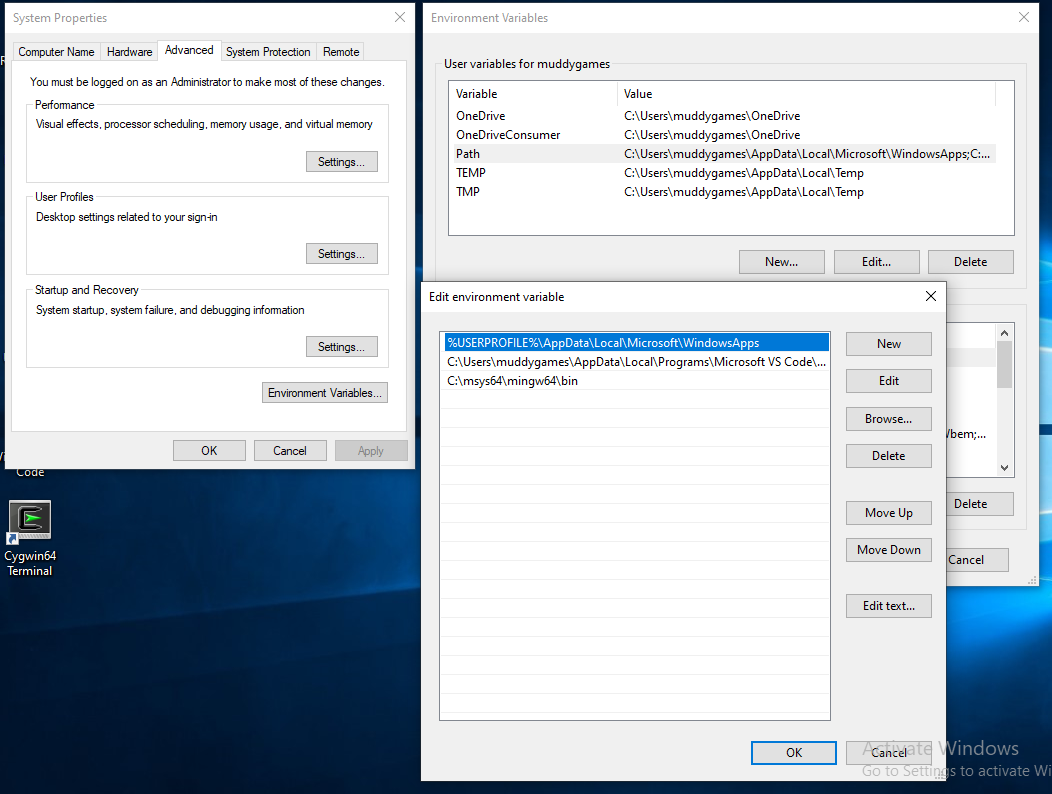 System Properties
Computer Name
Hardware
Advanced
System Protection
Remote
You must be logged on as an Administrator to make most of these changes.
Performance
Visual effects, processor scheduling, memory usage, and virtual memory
Settings...
User Profiles
Desktop settings related to your sign-in
Settings...
Startup and Recovery
System startup, system failure, and debugging information
Settings...
Environment Variables...
OK
Cancel
Apply
Code
Cygwin64
Terminal
Environment Variables
User variables for muddygames
Variable Value
OneDrive C:\Users\muddygames\OneDrive
OneDriveConsumer C:\Users\muddygames\OneDrive
Path C:\Users\muddygames\AppData\Local\Microsoft\WindowsApps;C:...
TEMP C:\Users\muddygames\AppData\Local\Temp
TMP C:\Users\muddygames\AppData\Local\Temp
New...
Edit...
Delete
Edit environment variable
%USERPROFILE%\AppData\Local\Microsoft\WindowsApps
C:\Users\muddygames\AppData\Local\Programs\Microsoft VS Code\...
C:\msys64\mingw64\bin
New
Edit
Browse...
Delete
Move Up
Move Down
Edit text...
OK
Cancel
bem;...
Delete
Cancel
Activate Windows
Go to Settings to activate Wi